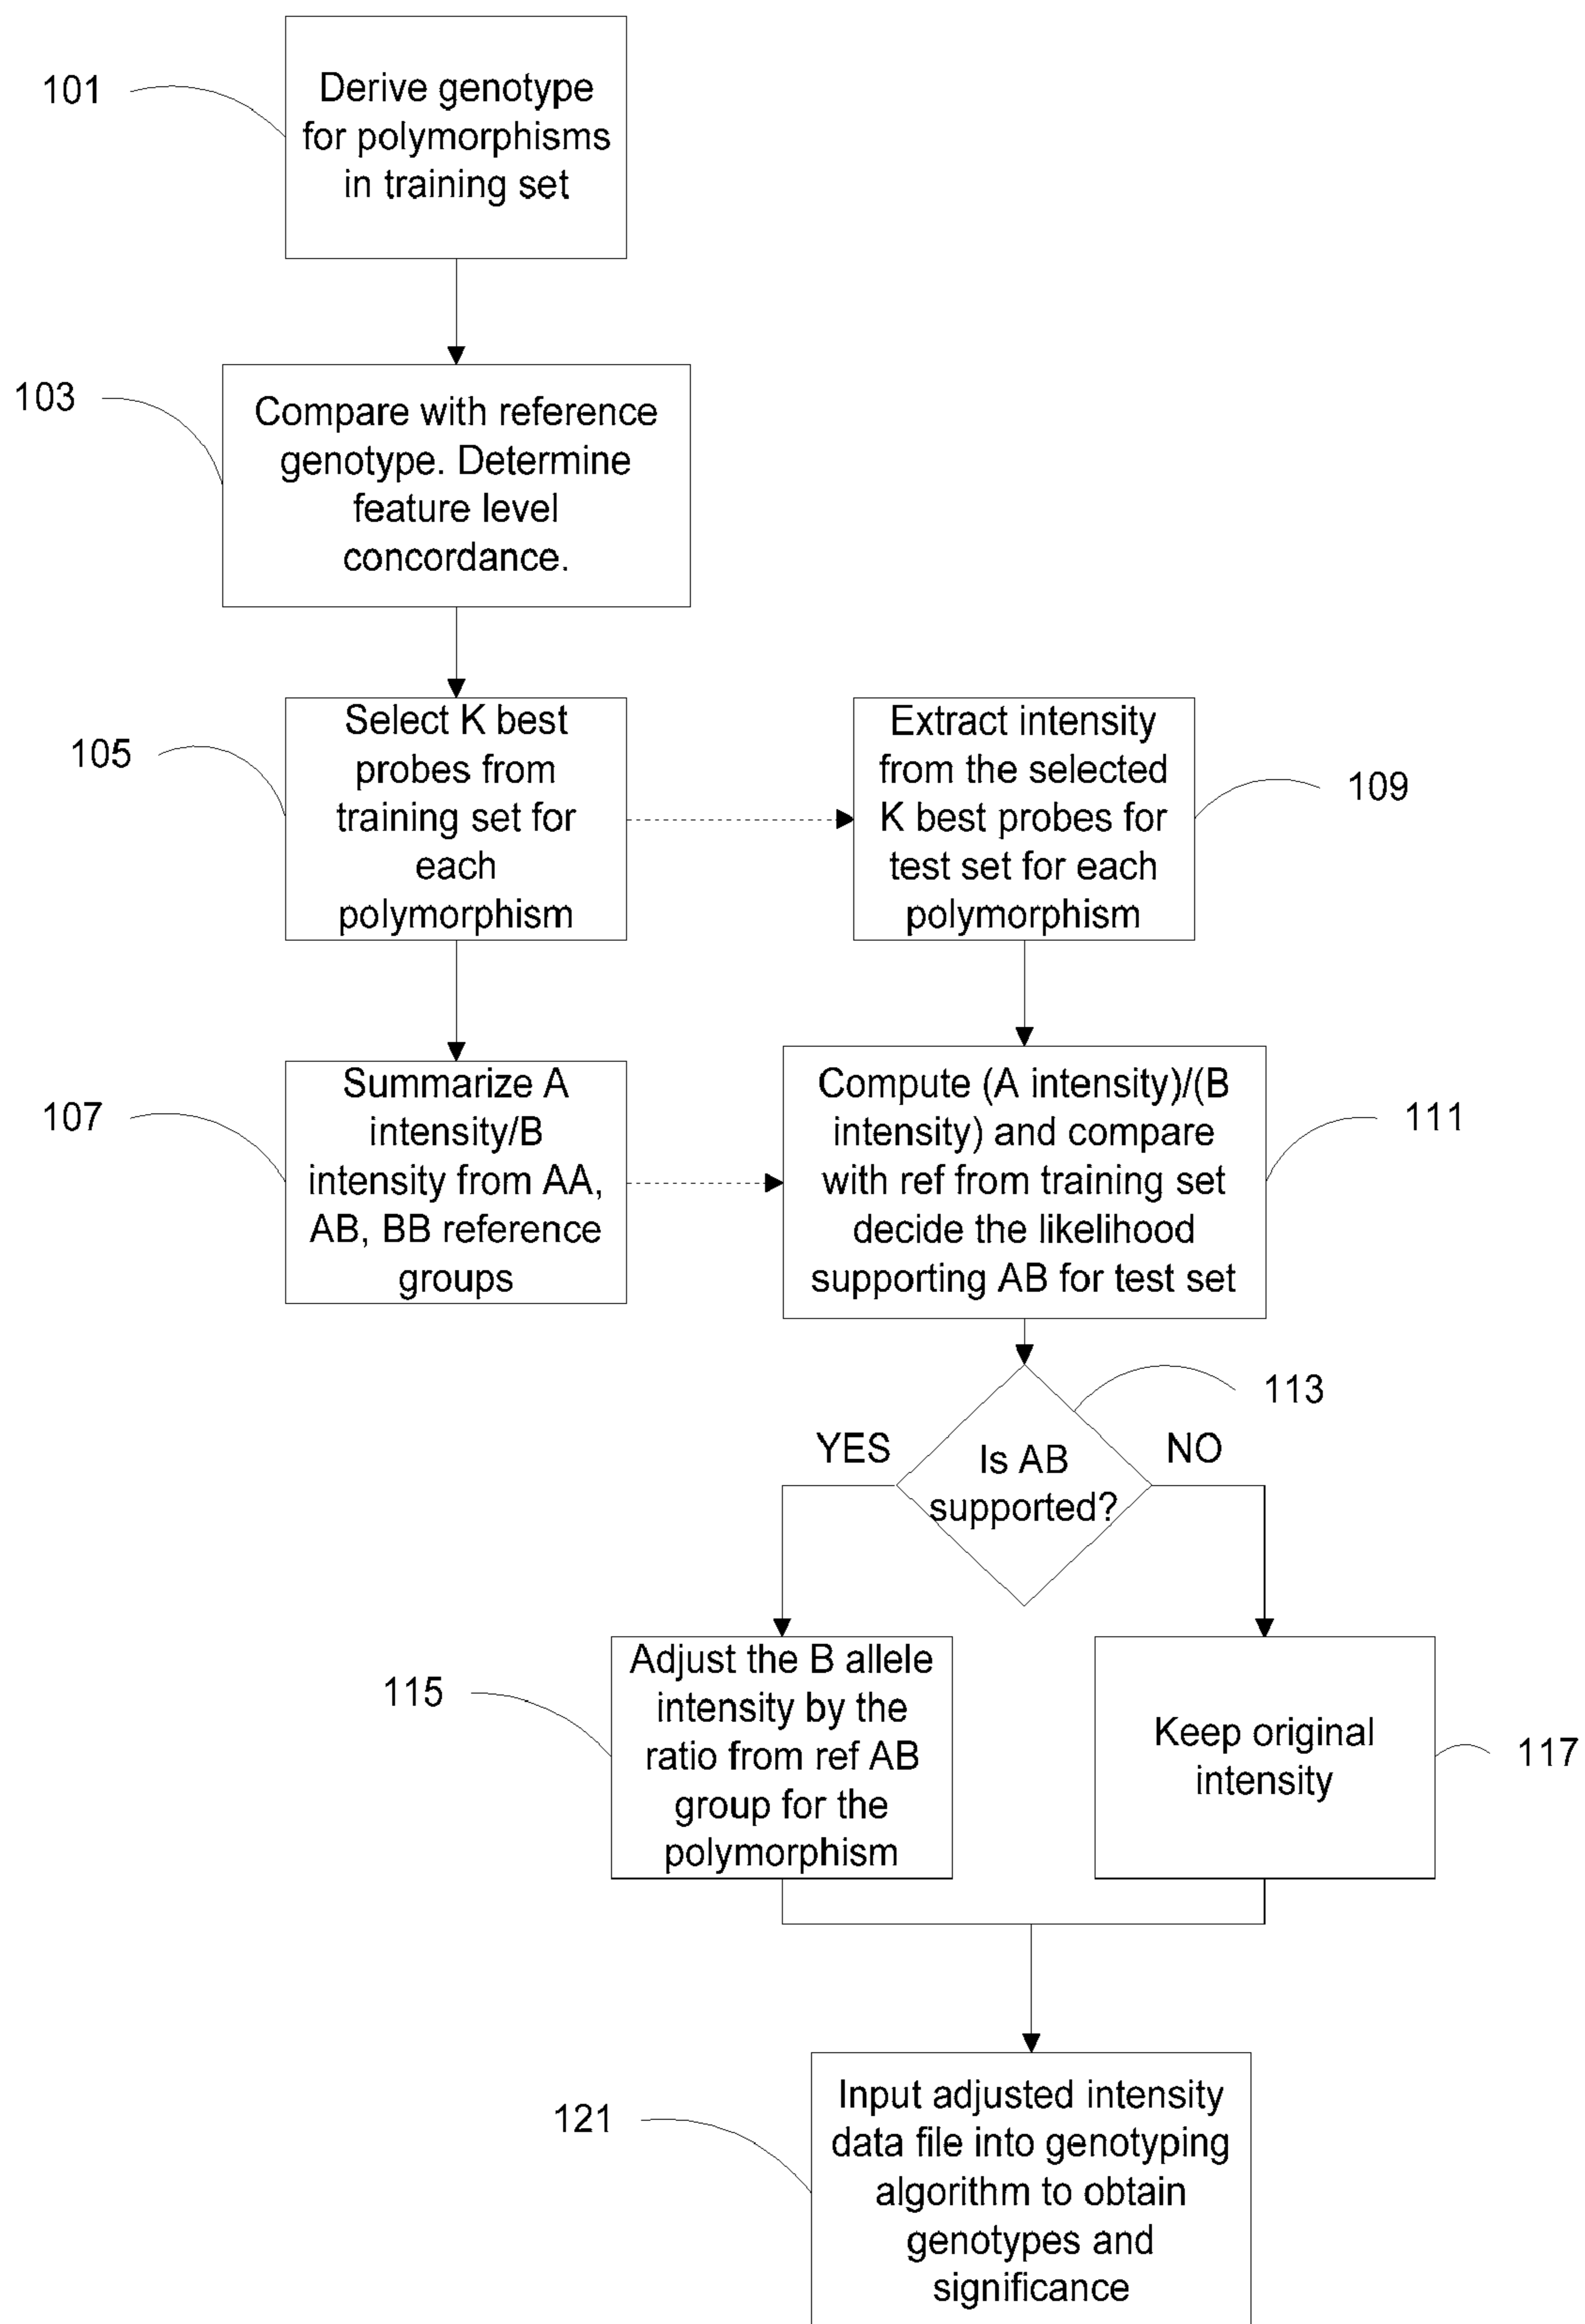 101
Derive genotype
for polymorphisms
in training set
103
Compare with reference
genotype. Determine
feature level
concordance.
105
Select K best
probes from
training set for
each
polymorphism
Extract intensity
from the selected
K best probes for
test set for each
polymorphism
109
107
Summarize A
intensity/B
intensity from AA,
AB, BB reference
groups
Compute (A intensity)/(B
intensity) and compare
with ref from training set
decide the likelihood
supporting AB for test set
111
113
YES
Is AB
supported?
NO
115
Adjust the B allele
intensity by the
ratio from ref AB
group for the
polymorphism
Keep original
intensity
117
121
Input adjusted intensity
data file into genotyping
algorithm to obtain
genotypes and
significance